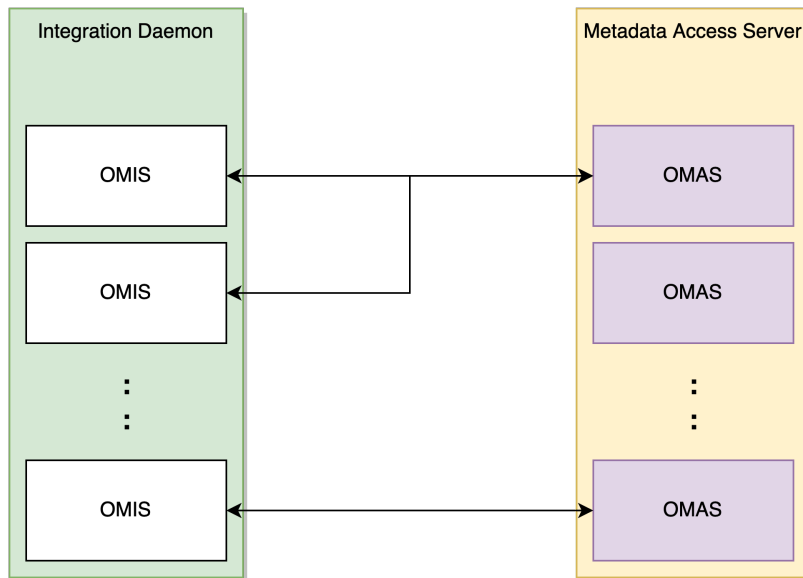 Integration Daemon
Metadata Access Server
OMIS
OMAS
OMIS
OMAS
:
:
:
:
OMIS
OMAS